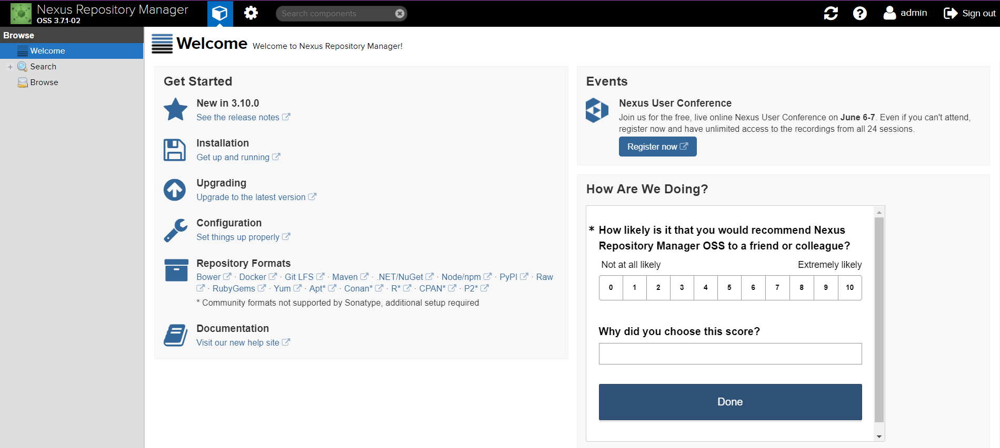 Nexus Repository Manager
OSS 3.7.1-02
Search components
admin
Sign out
Browse
Welcome
Search
Browse
Welcome Welcome to Nexus Repository Manager!
Get Started
New in 3.10.0
See the release notes
Installation
Get up and running
Upgrading
Upgrade to the latest version
Configuration
Set things up properly
Repository Formats
Bower · Docker · Git LFS · Maven · .NET/NuGet · Node/npm · PyPI · Raw
· RubyGems · Yum · Apt* · Conan* · R* · CPAN* · P2*
* Community formats not supported by Sonatype, additional setup required
Documentation
Visit our new help site
Events
Nexus User Conference
Join us for the free, live online Nexus User Conference on June 6-7. Even if you can't attend,
register now and have unlimited access to the recordings from all 24 sessions.
Register now
How Are We Doing?
* How likely is it that you would recommend Nexus
Repository Manager OSS to a friend or colleague?
Not at all likely Extremely likely
0 1 2 3 4 5 6 7 8 9 10
Why did you choose this score?
Done